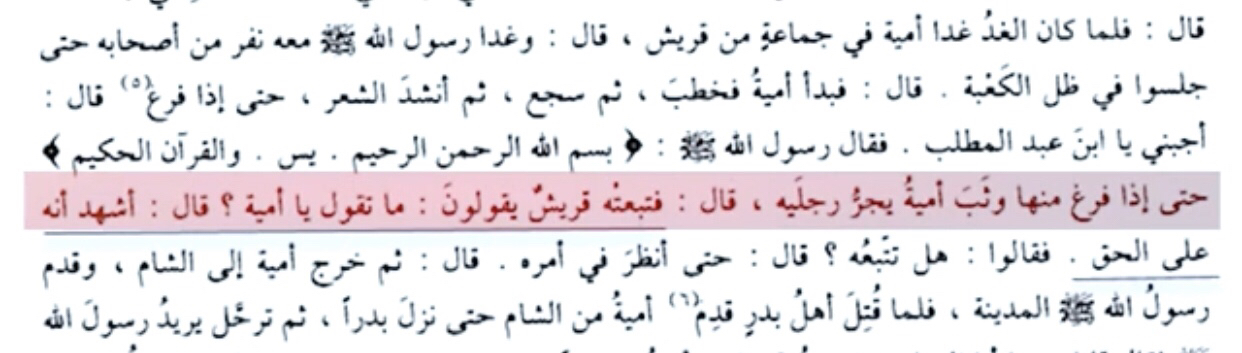 قال : فلما كان الغدُ غدا أمية في جماعةٍ من قريش ، قال : وغدا رسول الله ﷺ معه نفر من أصحابه حتى
جلسوا في ظل الكَعْبة . قال : فبدأ أميةُ فخطبَ ، ثم سجع ، ثم أنشدَ الشعر ، حتى إذا فرغ(٥) قال :
أجبني يا ابنَ عبد المطلب . فقال رسول الله ﷺ : ﴿ بسم الله الرحمن الرحيم . يس . والقرآن الحكيم ﴾
حتى إذا فرغ منها وثَبَ أميةُ يجرُّ رجلَيه ، قال : فتبعتْه قريشٌ يقولونَ : ما تقول يا أمية ؟ قال : أشهد أنه
على الحق . فقالوا : هل تتَّبعُه ؟ قال : حتى أنظرَ في أمره . قال : ثم خرج أمية إلى الشام ، وقدم
رسولُ الله ﷺ المدينة ، فلما قُتِلَ أهلُ بدرٍ قدِمَ(٦) أميةُ من الشام حتى نزلَ بدراً ، ثم ترحَّل يريدُ رسولَ الله